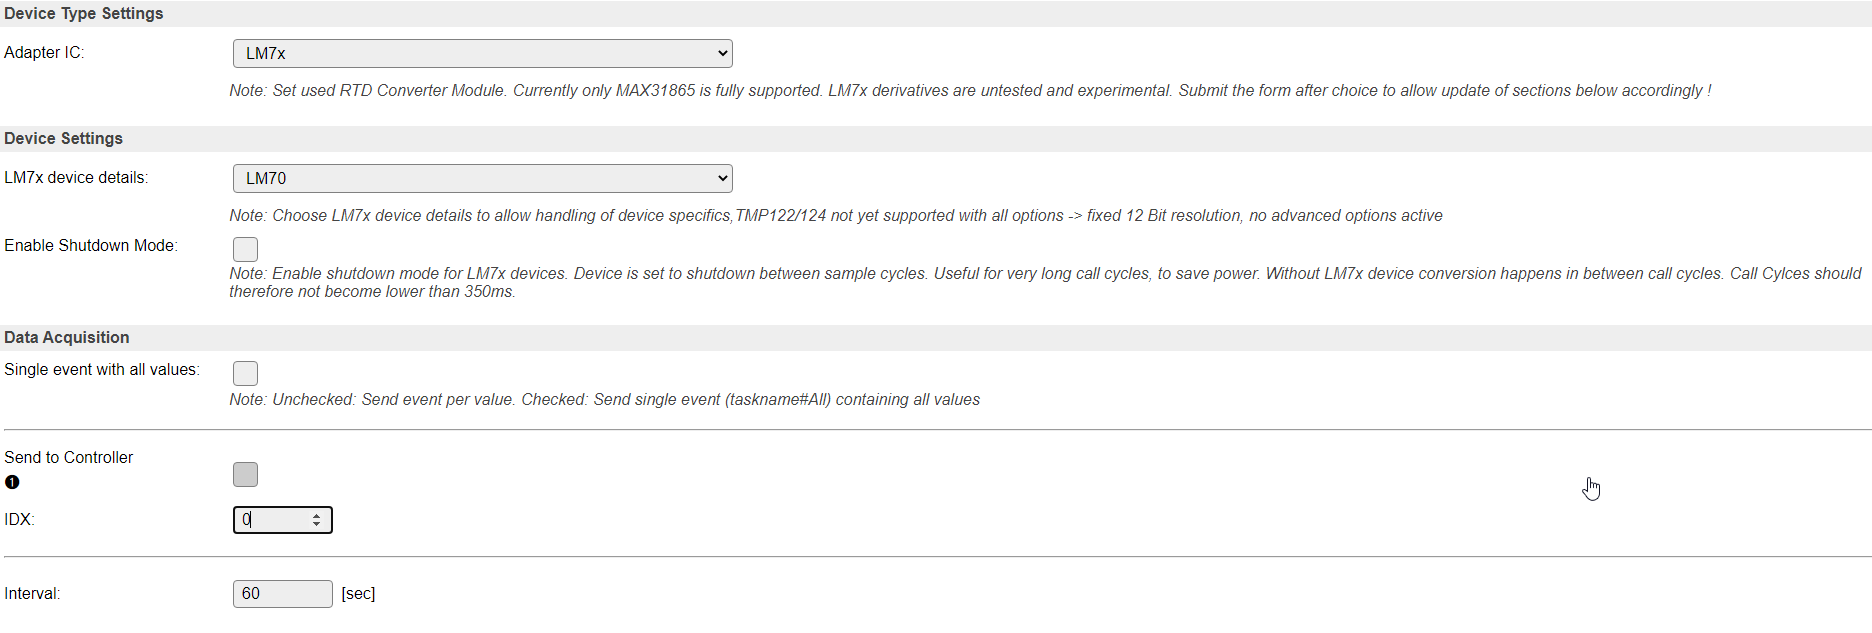 Device Type Settings
Adapter IC: LM7x
Note: Set used RTD Converter Module. Currently only MAX31865 is fully supported. LM7x derivatives are untested and experimental. Submit the form after choice to allow update of sections below accordingly !
Device Settings
LM7x device details: LM70
Note: Choose LM7x device details to allow handling of device specifics,TMP122/124 not yet supported with all options -> fixed 12 Bit resolution, no advanced options active
Enable Shutdown Mode:
Note: Enable shutdown mode for LM7x devices. Device is set to shutdown between sample cycles. Useful for very long call cycles, to save power. Without LM7x device conversion happens in between call cycles. Call Cylces should
therefore not become lower than 350ms.
Data Acquisition
Single event with all values:
Note: Unchecked: Send event per value. Checked: Send single event (taskname#All) containing all values
Send to Controller
❶
IDX: 0
Interval: 60 [sec]